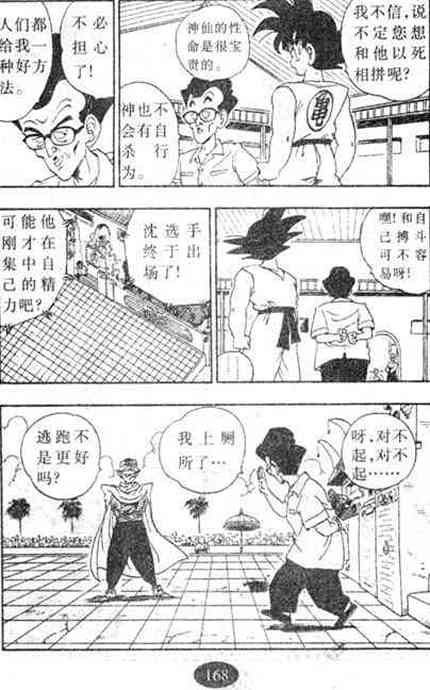 我不信,说
不定您想
和他以死
相拼呢?
神仙的性
命是很宝
贵的。
神也不
会有自
杀行
为。
不必
担心
了!
人们都
给我一
种好方
法。
嘿!和自
己搏斗
可不容
易呀!
沈选手
终于出
场了!
可能他
刚才在
集中自
己的精
力吧?
呀,对不
起,对不
起……
我上厕
所了…
逃跑不
是更好
吗?
168